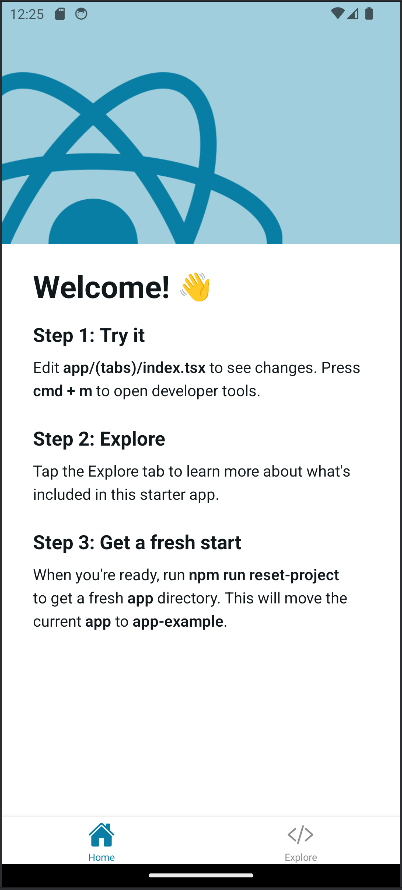 12:25
Welcome! 👋
Step 1: Try it
Edit app/(tabs)/index.tsx to see changes. Press
cmd + m to open developer tools.
Step 2: Explore
Tap the Explore tab to learn more about what's
included in this starter app.
Step 3: Get a fresh start
When you're ready, run npm run reset-project
to get a fresh app directory. This will move the
current app to app-example.
Home
Explore